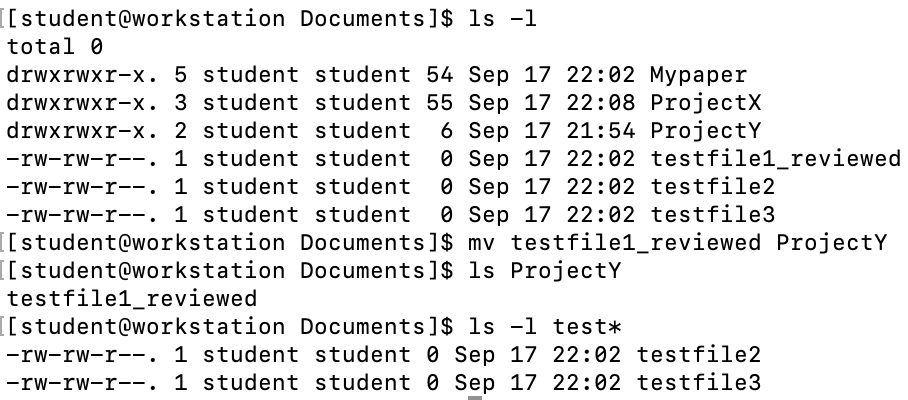 [[student@workstation Documents]$ ls -l
total 0
drwxrwxr-x. 5 student student 54 Sep 17 22:02 Mypaper
drwxrwxr-x. 3 student student 55 Sep 17 22:08 ProjectX
drwxrwxr-x. 2 student student  6 Sep 17 21:54 ProjectY
-rw-rw-r--. 1 student student  0 Sep 17 22:02 testfile1_reviewed
-rw-rw-r--. 1 student student  0 Sep 17 22:02 testfile2
-rw-rw-r--. 1 student student  0 Sep 17 22:02 testfile3
[[student@workstation Documents]$ mv testfile1_reviewed ProjectY
[[student@workstation Documents]$ ls ProjectY
testfile1_reviewed
[[student@workstation Documents]$ ls -l test*
-rw-rw-r--. 1 student student 0 Sep 17 22:02 testfile2
-rw-rw-r--. 1 student student 0 Sep 17 22:02 testfile3